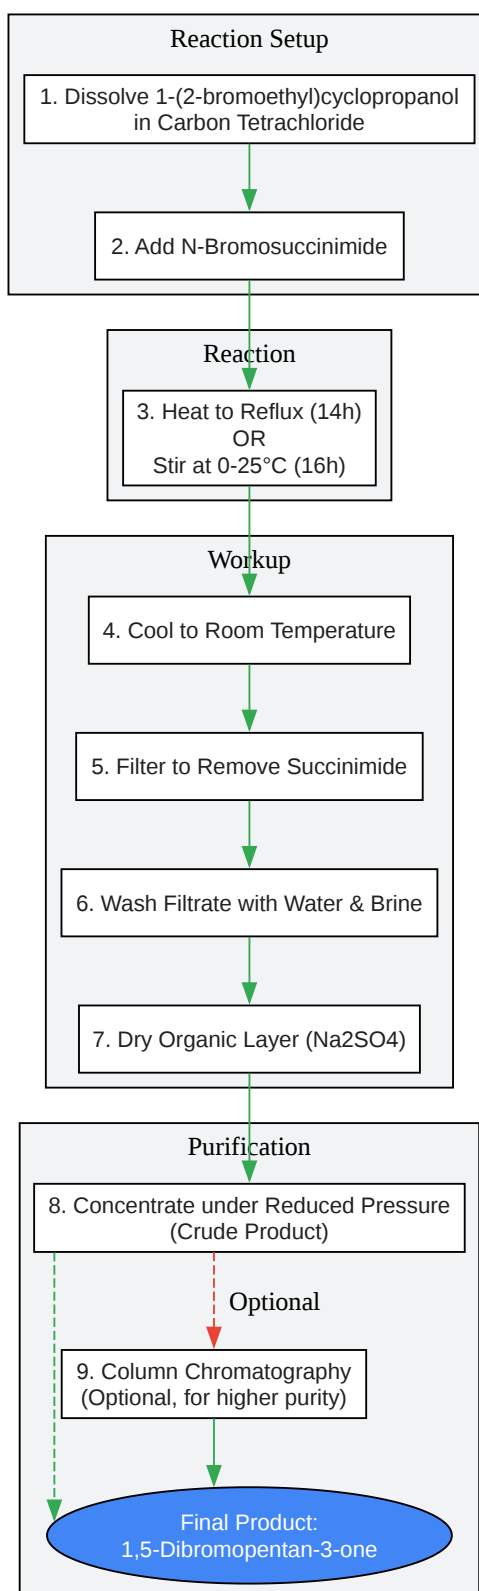 Reaction Setup
1. Dissolve 1-(2-bromoethyl)cyclopropanol
in Carbon Tetrachloride
2. Add N-Bromosuccinimide
Reaction
3. Heat to Reflux (14h)
OR
Stir at 0-25°C (16h)
Workup
4. Cool to Room Temperature
5. Filter to Remove Succinimide
6. Wash Filtrate with Water & Brine
7. Dry Organic Layer (Na2SO4)
Purification
8. Concentrate under Reduced Pressure
(Crude Product)
Optional
9. Column Chromatography
(Optional, for higher purity)
Final Product:
1,5-Dibromopentan-3-one